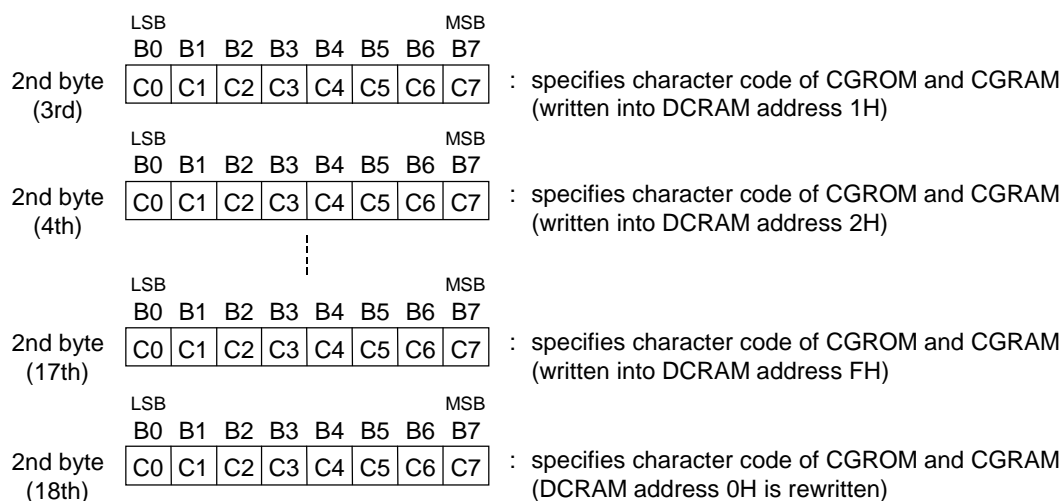 LSB MSB
B0 B1 B2 B3 B4 B5 B6 B7
2nd byte C0 C1 C2 C3 C4 C5 C6 C7 : specifies character code of CGROM and CGRAM
(3rd) (written into DCRAM address 1H)
LSB MSB
B0 B1 B2 B3 B4 B5 B6 B7
2nd byte C0 C1 C2 C3 C4 C5 C6 C7 : specifies character code of CGROM and CGRAM
(4th) (written into DCRAM address 2H)
LSB MSB
B0 B1 B2 B3 B4 B5 B6 B7
2nd byte C0 C1 C2 C3 C4 C5 C6 C7 : specifies character code of CGROM and CGRAM
(17th) (written into DCRAM address FH)
LSB MSB
B0 B1 B2 B3 B4 B5 B6 B7
2nd byte C0 C1 C2 C3 C4 C5 C6 C7 : specifies character code of CGROM and CGRAM
(18th) (DCRAM address 0H is rewritten)